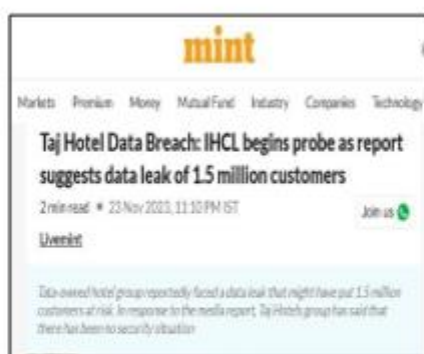 mint
Markets Premium Money Mutual Fund Industry Companies Technology
Taj Hotel Data Breach: IHCL begins probe as report
suggests data leak of 1.5 million customers
2 min read • 23 Nov 2023, 11:10 PM IST
Join us
Livemint
Tata-owned hotel group reportedly faced a data leak that might have put 1.5 million
customers at risk. In response to the media report, Taj Hotels group has said that
there has been no security situation